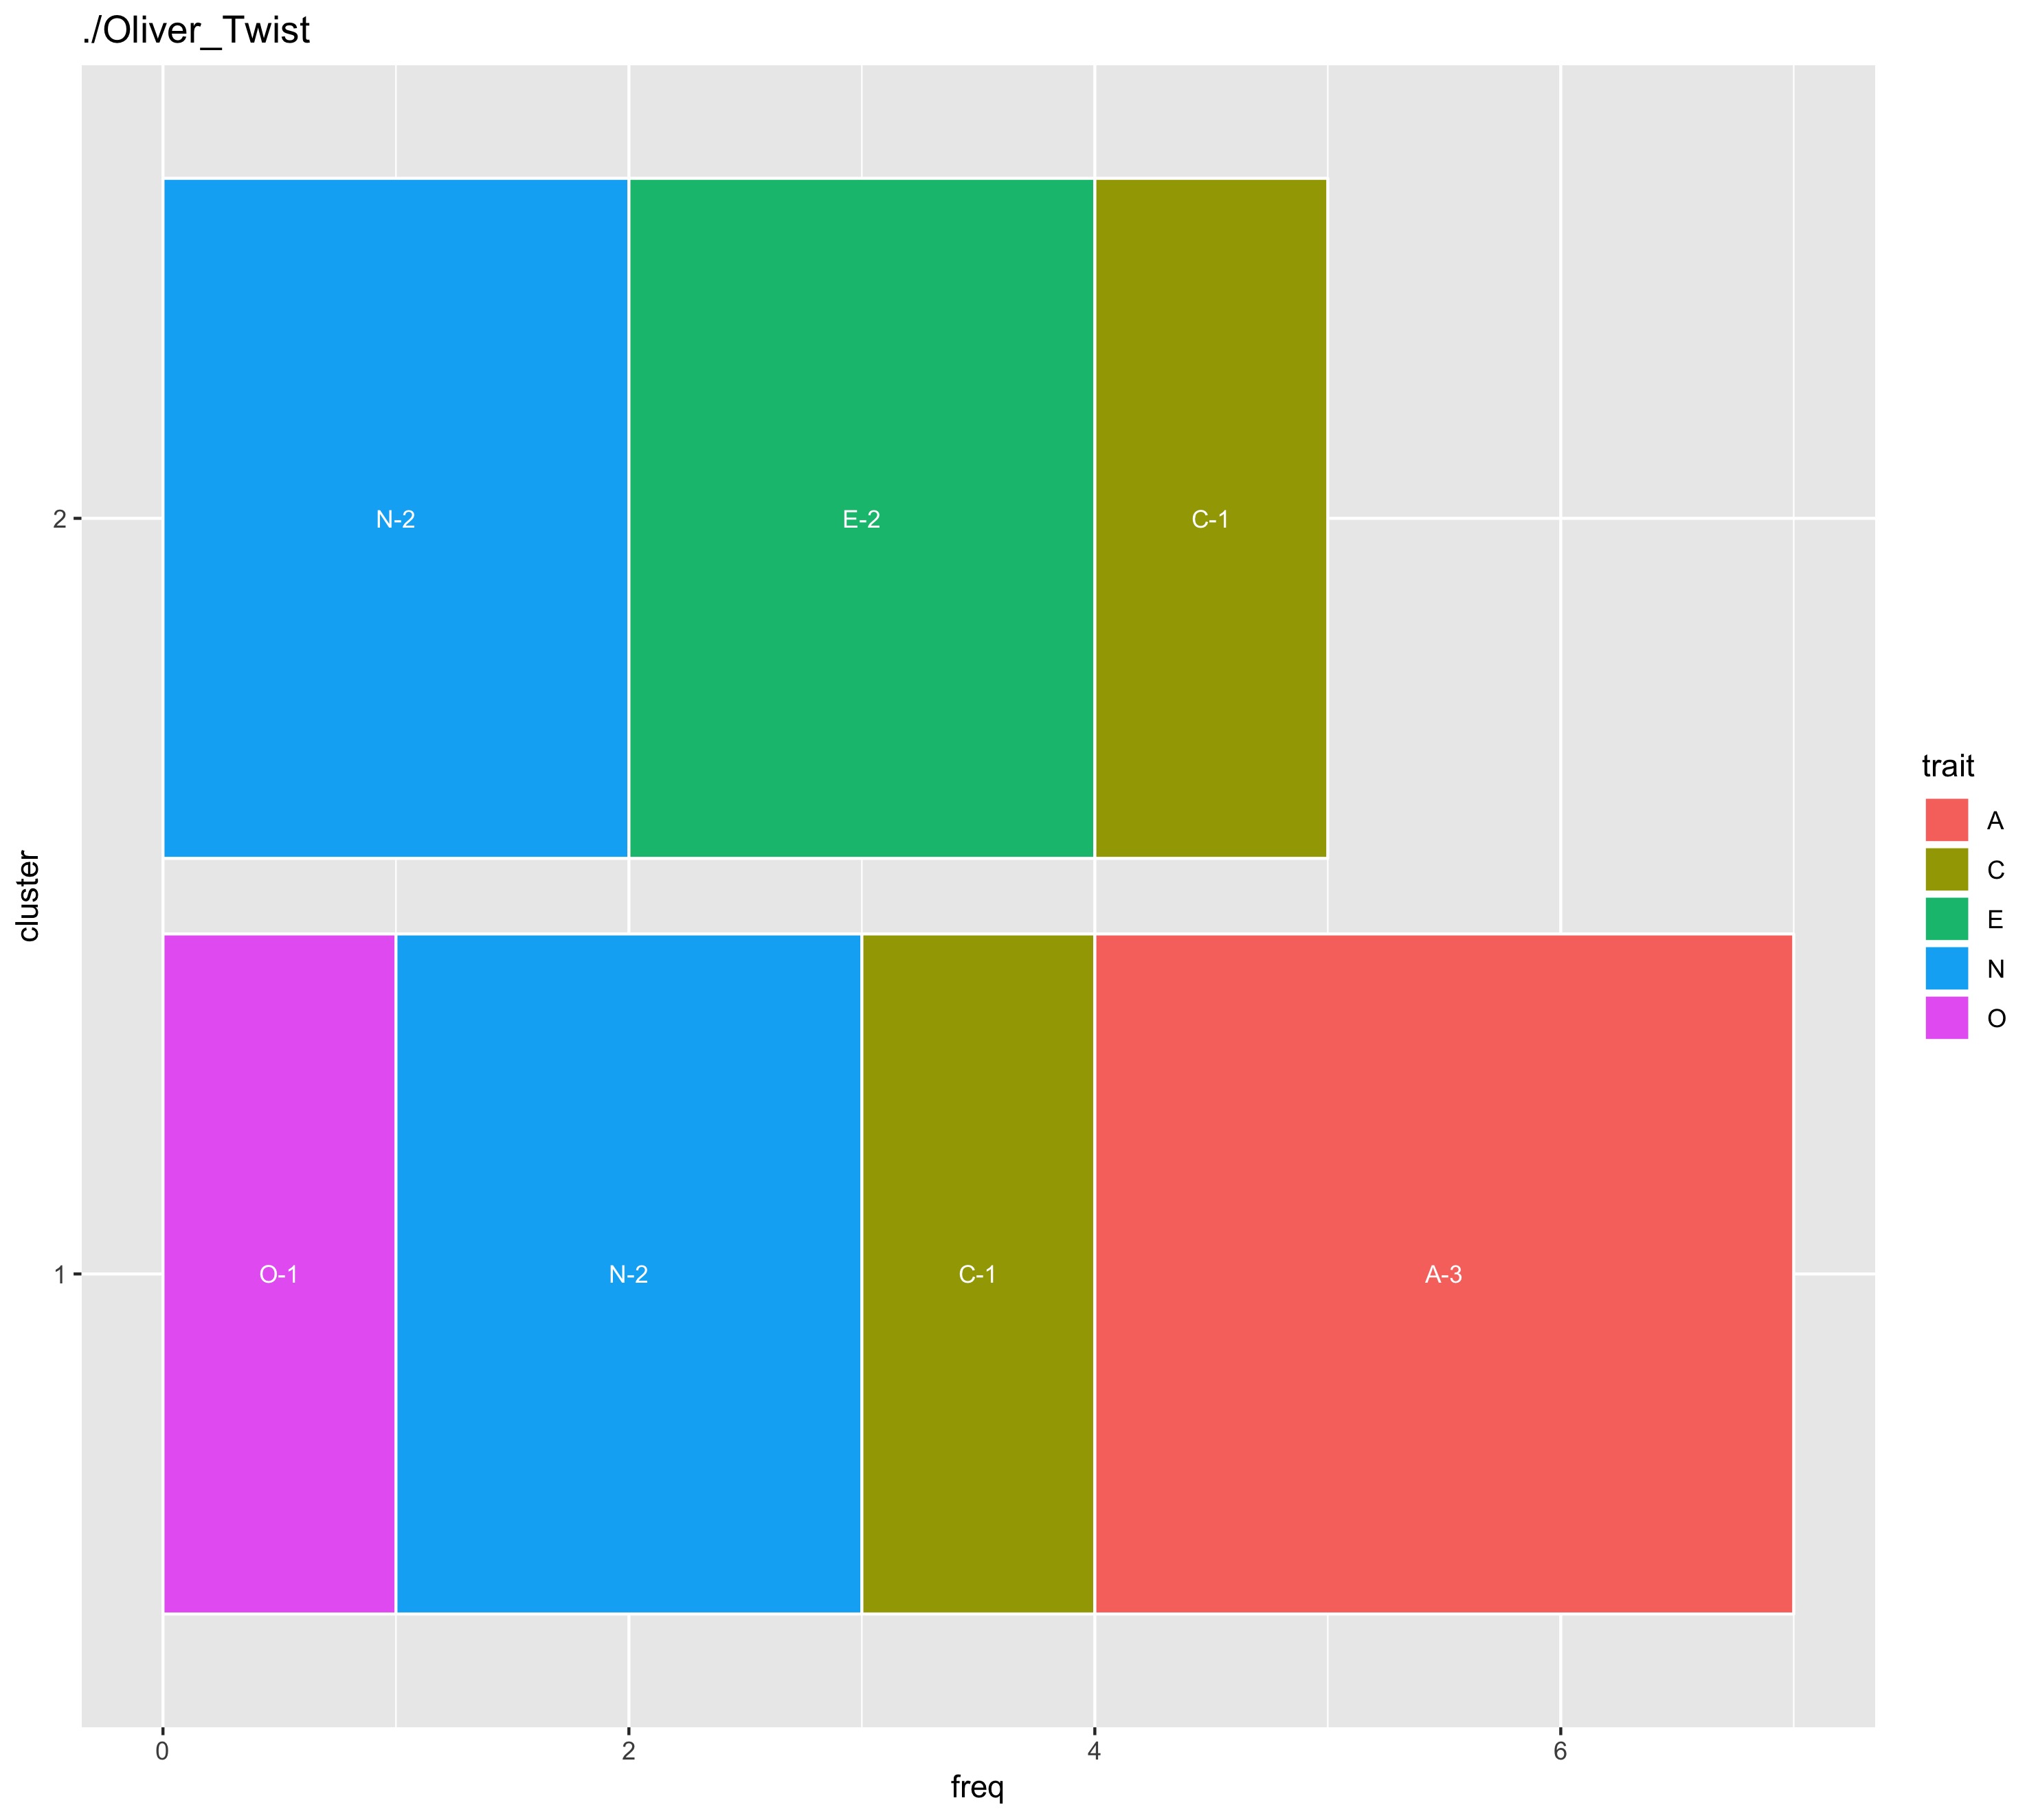 ./Oliver_Twist
cluster
2
N-2
E-2
C-1
1
O-1
N-2
C-1
A-3
0
2
4
6
freq
trait
A
C
E
N
O